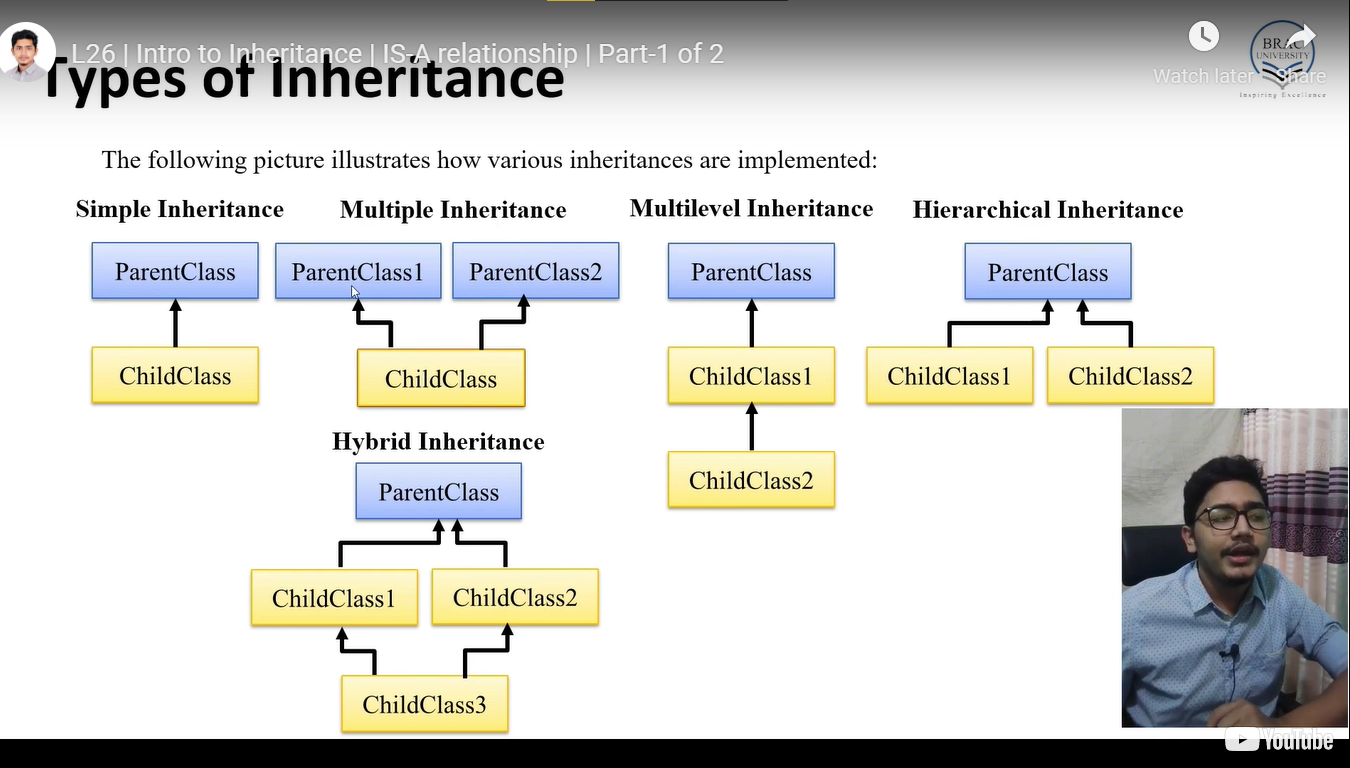 L26 | Intro to Inheritance | IS-A relationship | Part-1 of 2
Types of Inheritance
Watch later
Share
BRAC
UNIVERSITY
Inspiring Excellence
The following picture illustrates how various inheritances are implemented:
Simple Inheritance
Multiple Inheritance
Multilevel Inheritance
Hierarchical Inheritance
ParentClass
ParentClass1
ParentClass2
ParentClass
ParentClass
ChildClass
ChildClass
ChildClass1
ChildClass1
ChildClass2
Hybrid Inheritance
ParentClass
ChildClass2
ChildClass1
ChildClass2
ChildClass3
YouTube